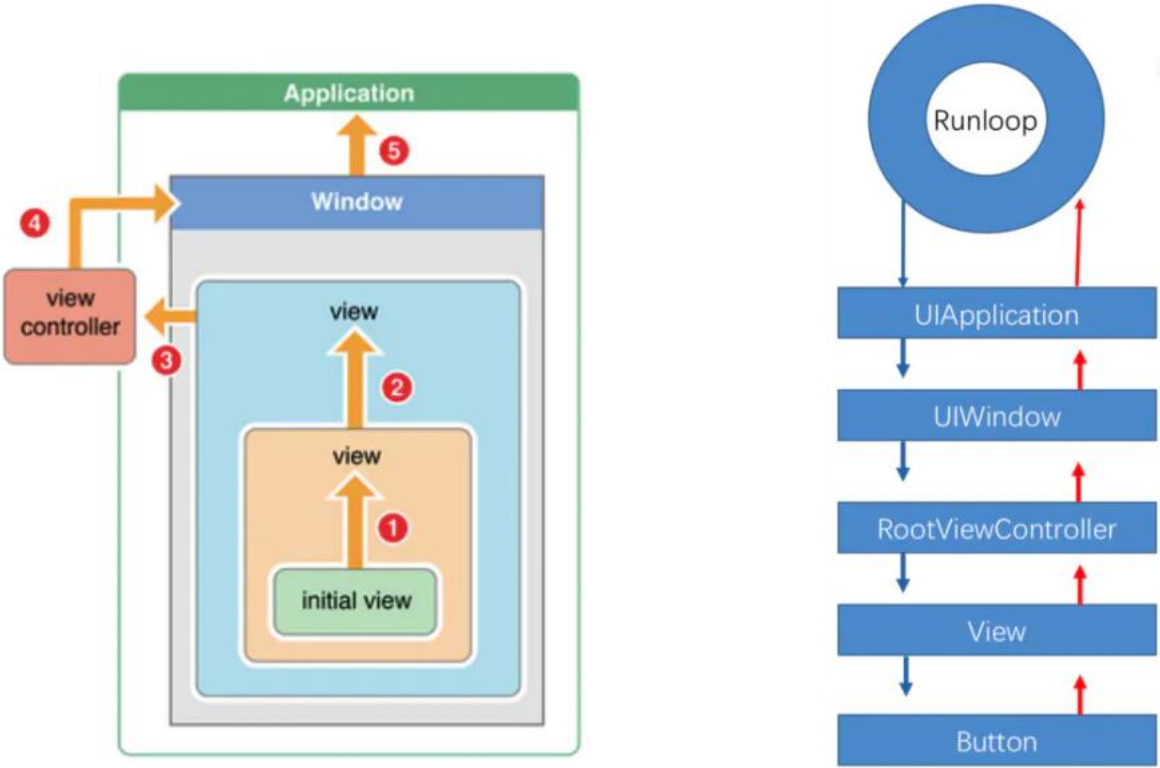 Application
5
Window
4
view
controller
3
view
2
view
1
initial view
Runloop
UIApplication
UIWindow
RootViewController
View
Button